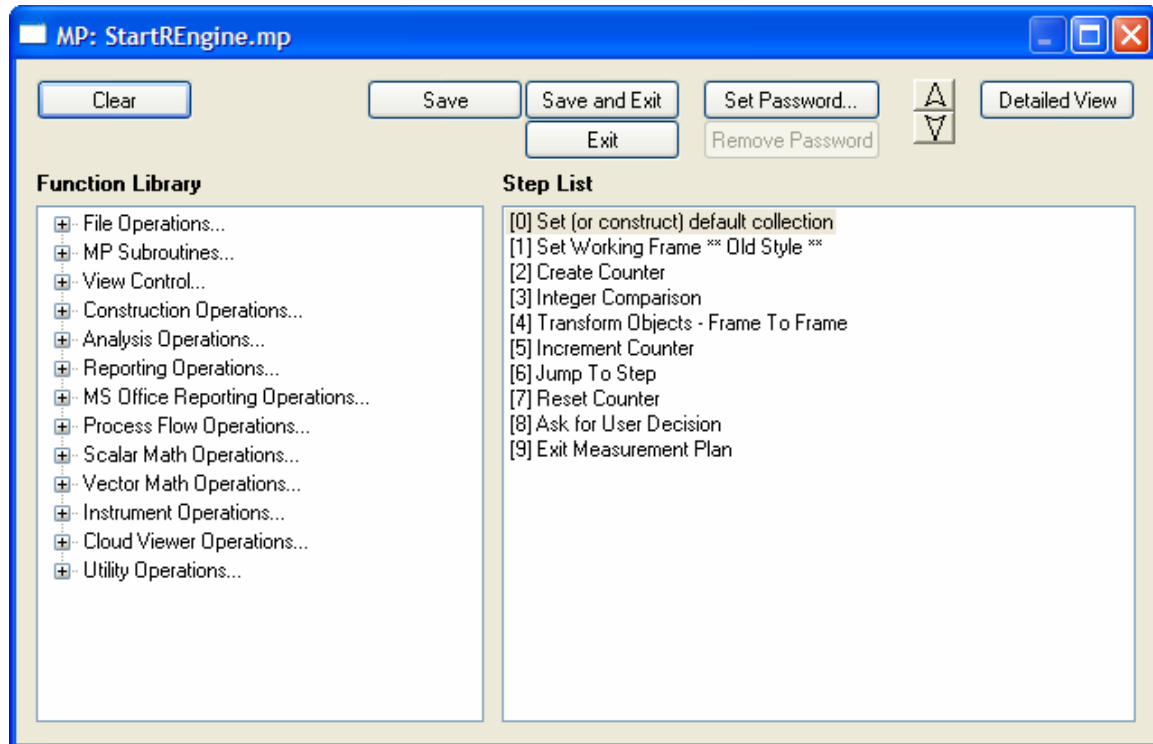 MP: StartREngine.mp
Clear
Save
Save and Exit
Set Password...
Detailed View
Exit
Remove Password
Function Library
File Operations...
MP Subroutines...
View Control...
Construction Operations...
Analysis Operations...
Reporting Operations...
MS Office Reporting Operations...
Process Flow Operations...
Scalar Math Operations...
Vector Math Operations...
Instrument Operations...
Cloud Viewer Operations...
Utility Operations...
Step List
[0] Set (or construct) default collection
[1] Set Working Frame ** Old Style **
[2] Create Counter
[3] Integer Comparison
[4] Transform Objects - Frame To Frame
[5] Increment Counter
[6] Jump To Step
[7] Reset Counter
[8] Ask for User Decision
[9] Exit Measurement Plan